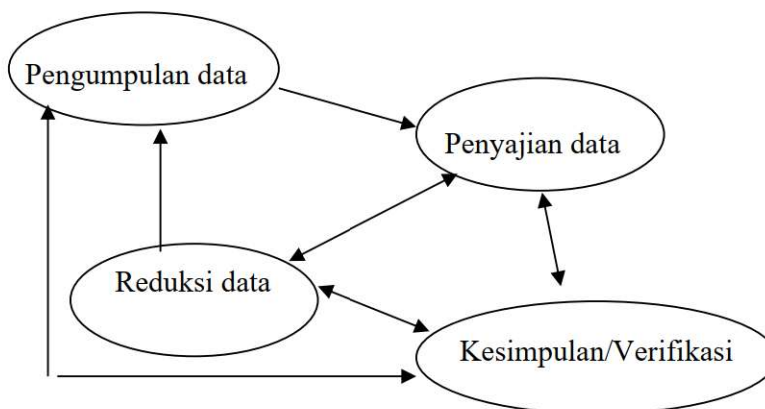 Pengumpulan data
Penyajian data
Reduksi data
Kesimpulan/Verifikasi